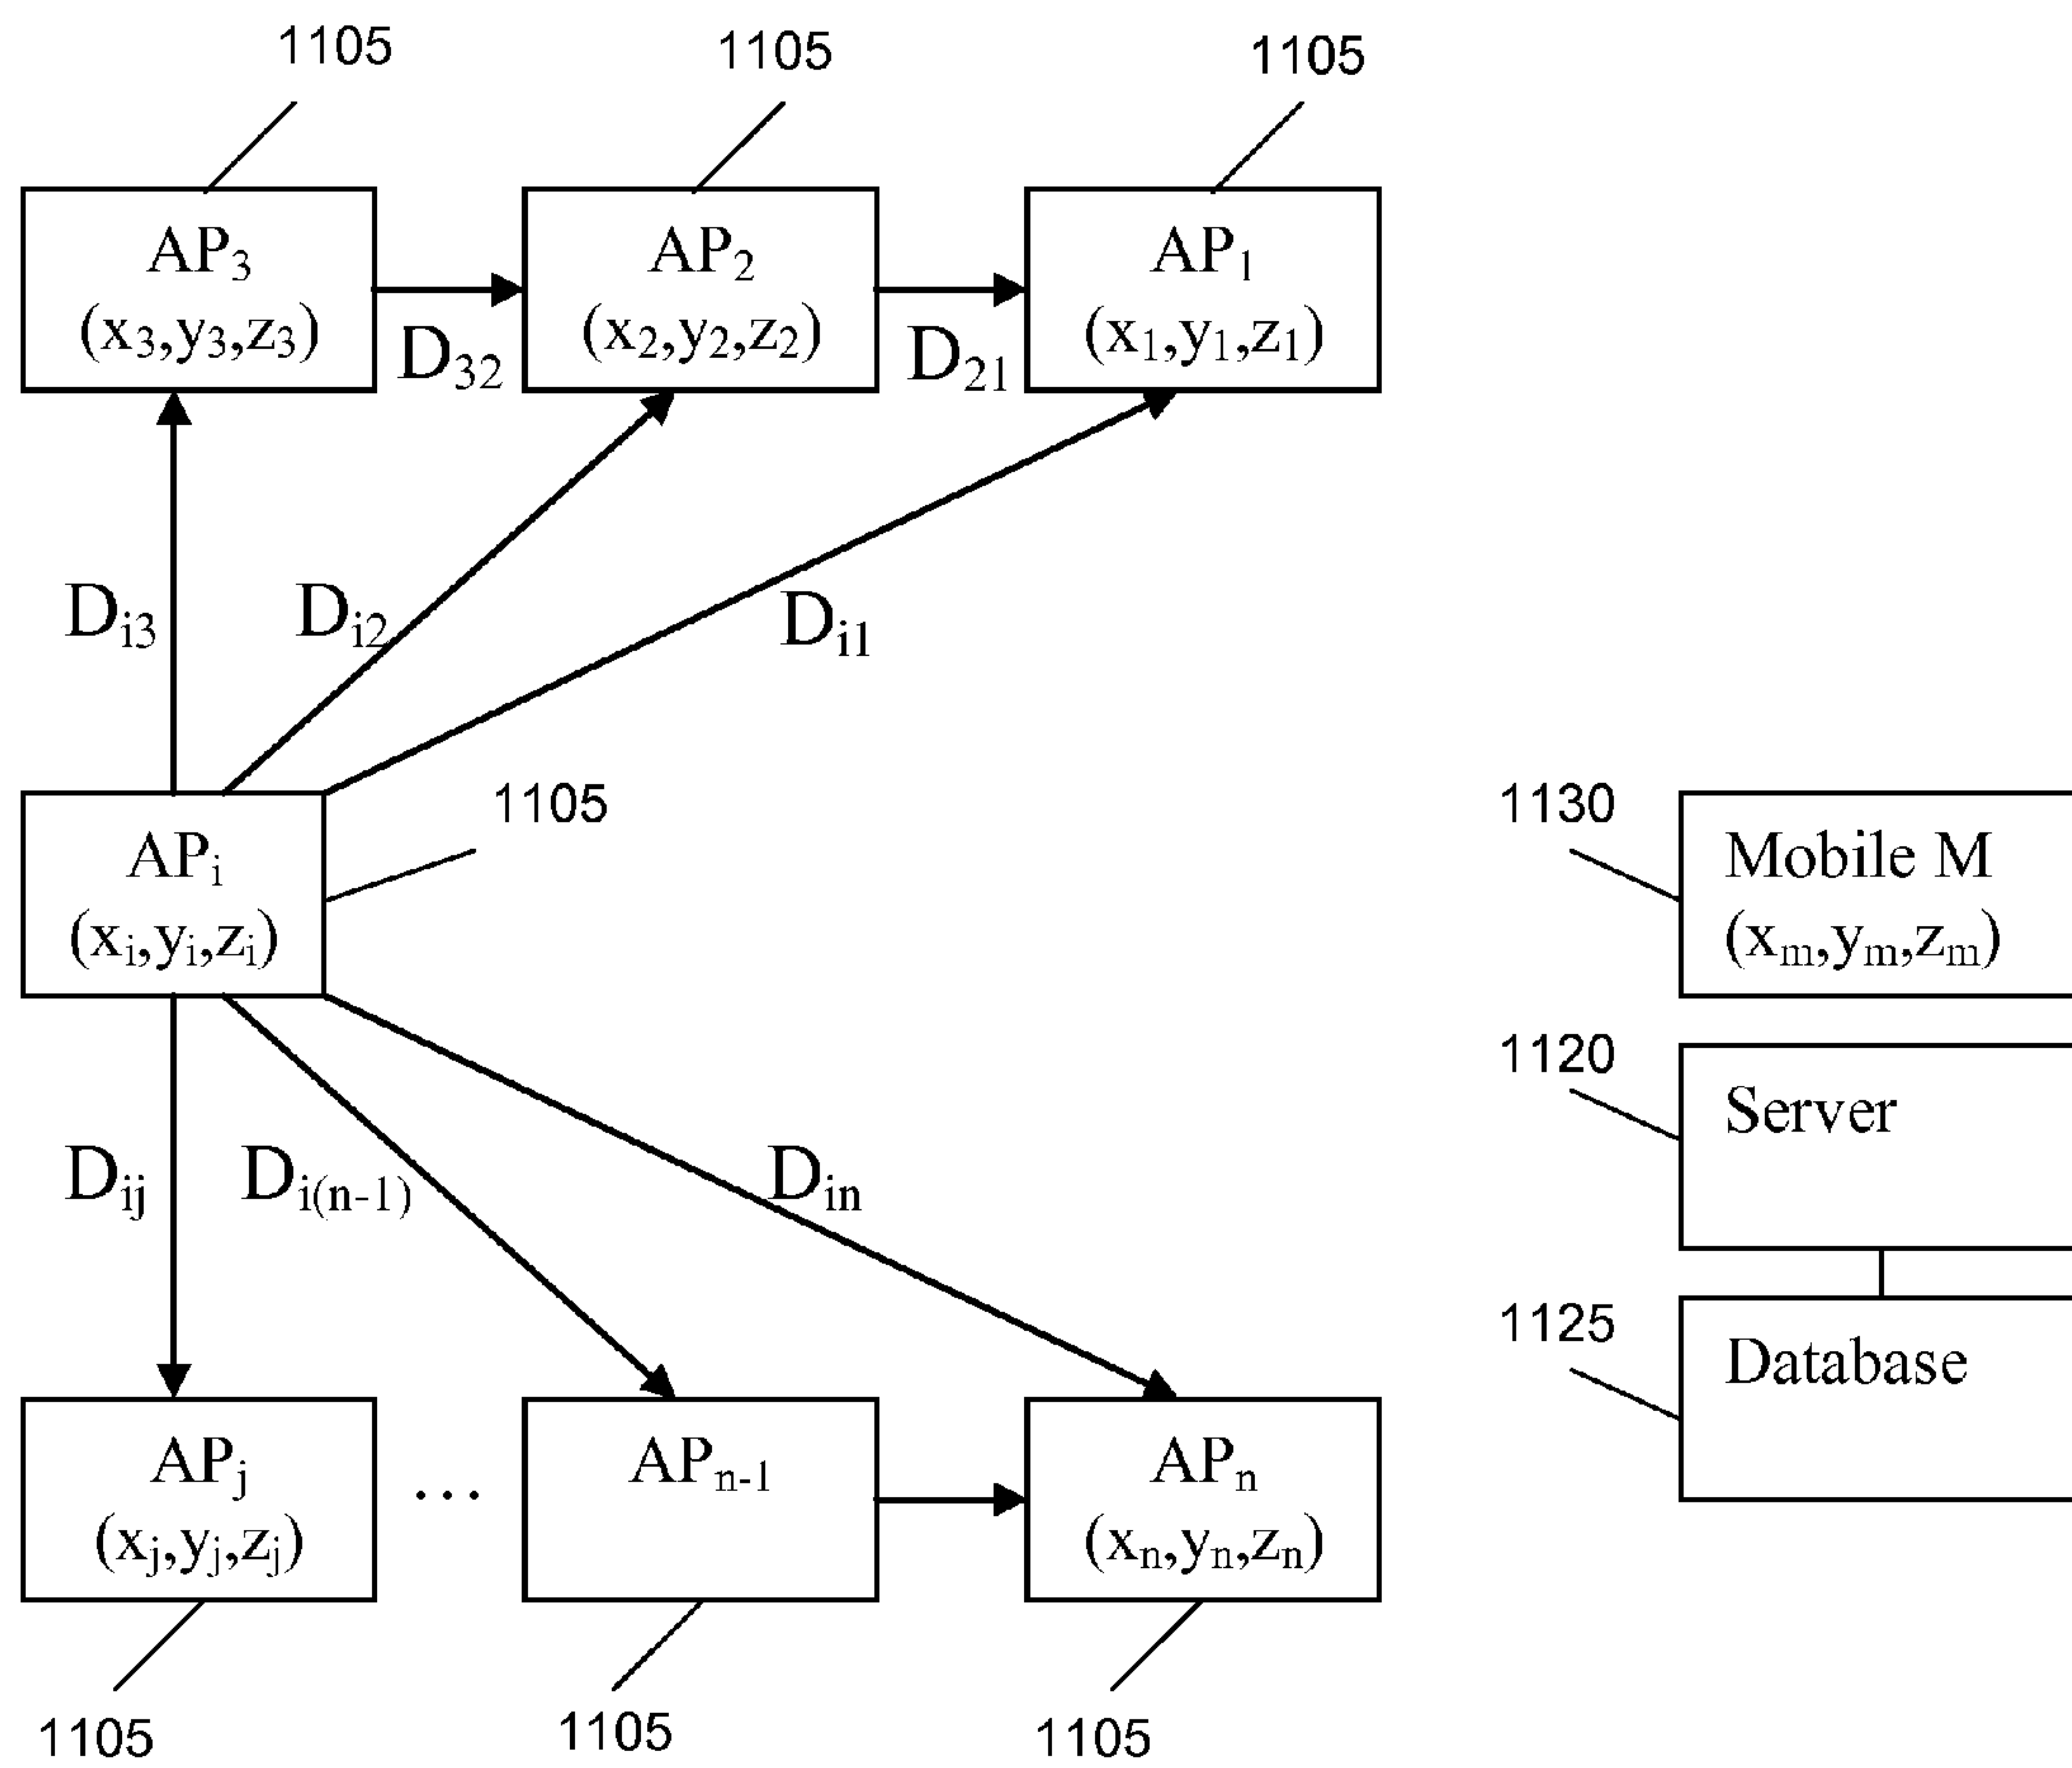 1105
1105
1105
AP₃
(x₃,y₃,z₃)
AP₂
(x₂,y₂,z₂)
AP₁
(x₁,y₁,z₁)
D₃₂
D₂₁
Dᵢ₃
Dᵢ₂
Dᵢ₁
APᵢ
(xᵢ,yᵢ,zᵢ)
1105
1130
Mobile M
(xₘ,yₘ,zₘ)
1120
Server
Dᵢⱼ
Dᵢ₍ₙ₋₁₎
Dᵢₙ
1125
Database
APⱼ
(xⱼ,yⱼ,zⱼ)
...
APₙ₋₁
APₙ
(xₙ,yₙ,zₙ)
1105
1105
1105